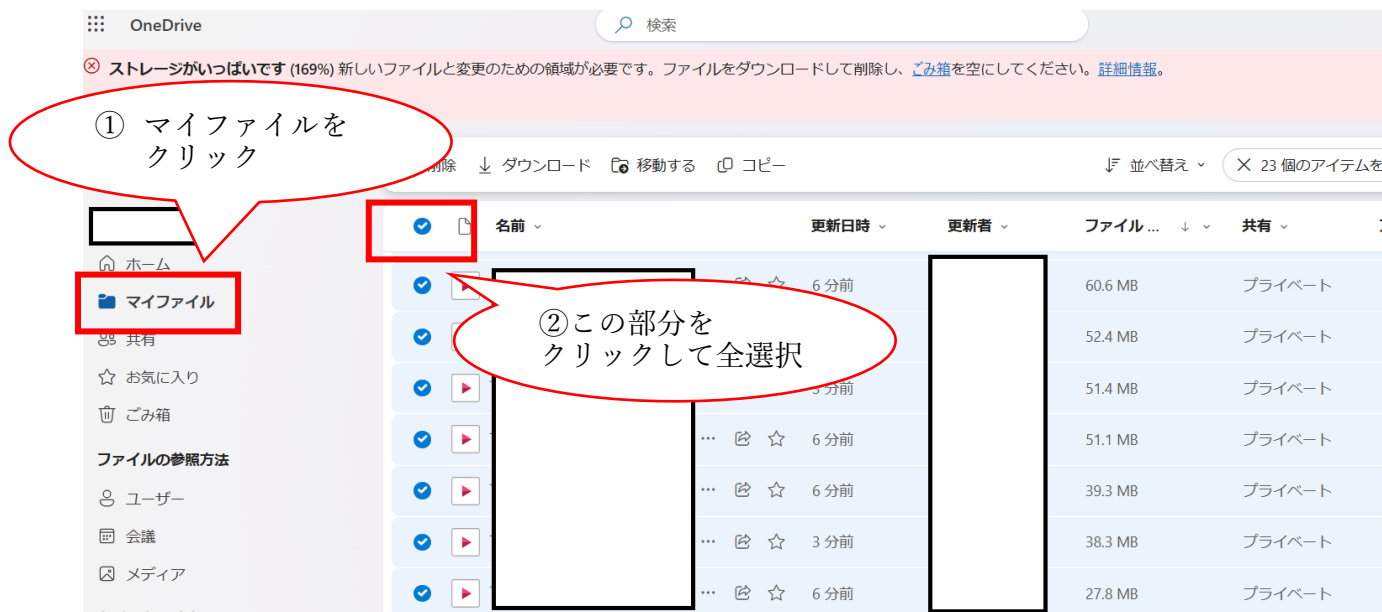 OneDrive
検索
ストレージがいっぱいです (169%) 新しいファイルと変更のための領域が必要です。ファイルをダウンロードして削除し、ごみ箱を空にしてください。詳細情報。
① マイファイルを
クリック
除 ダウンロード 移動する コピー
並べ替え 23 個のアイテムを
名前 更新日時 更新者 ファイル ... 共有
ホーム
マイファイル
共有
お気に入り
ごみ箱
ファイルの参照方法
ユーザー
会議
メディア
②この部分を
クリックして全選択
6 分前 60.6 MB プライベート
52.4 MB プライベート
分前 51.4 MB プライベート
6 分前 51.1 MB プライベート
6 分前 39.3 MB プライベート
3 分前 38.3 MB プライベート
6 分前 27.8 MB プライベート